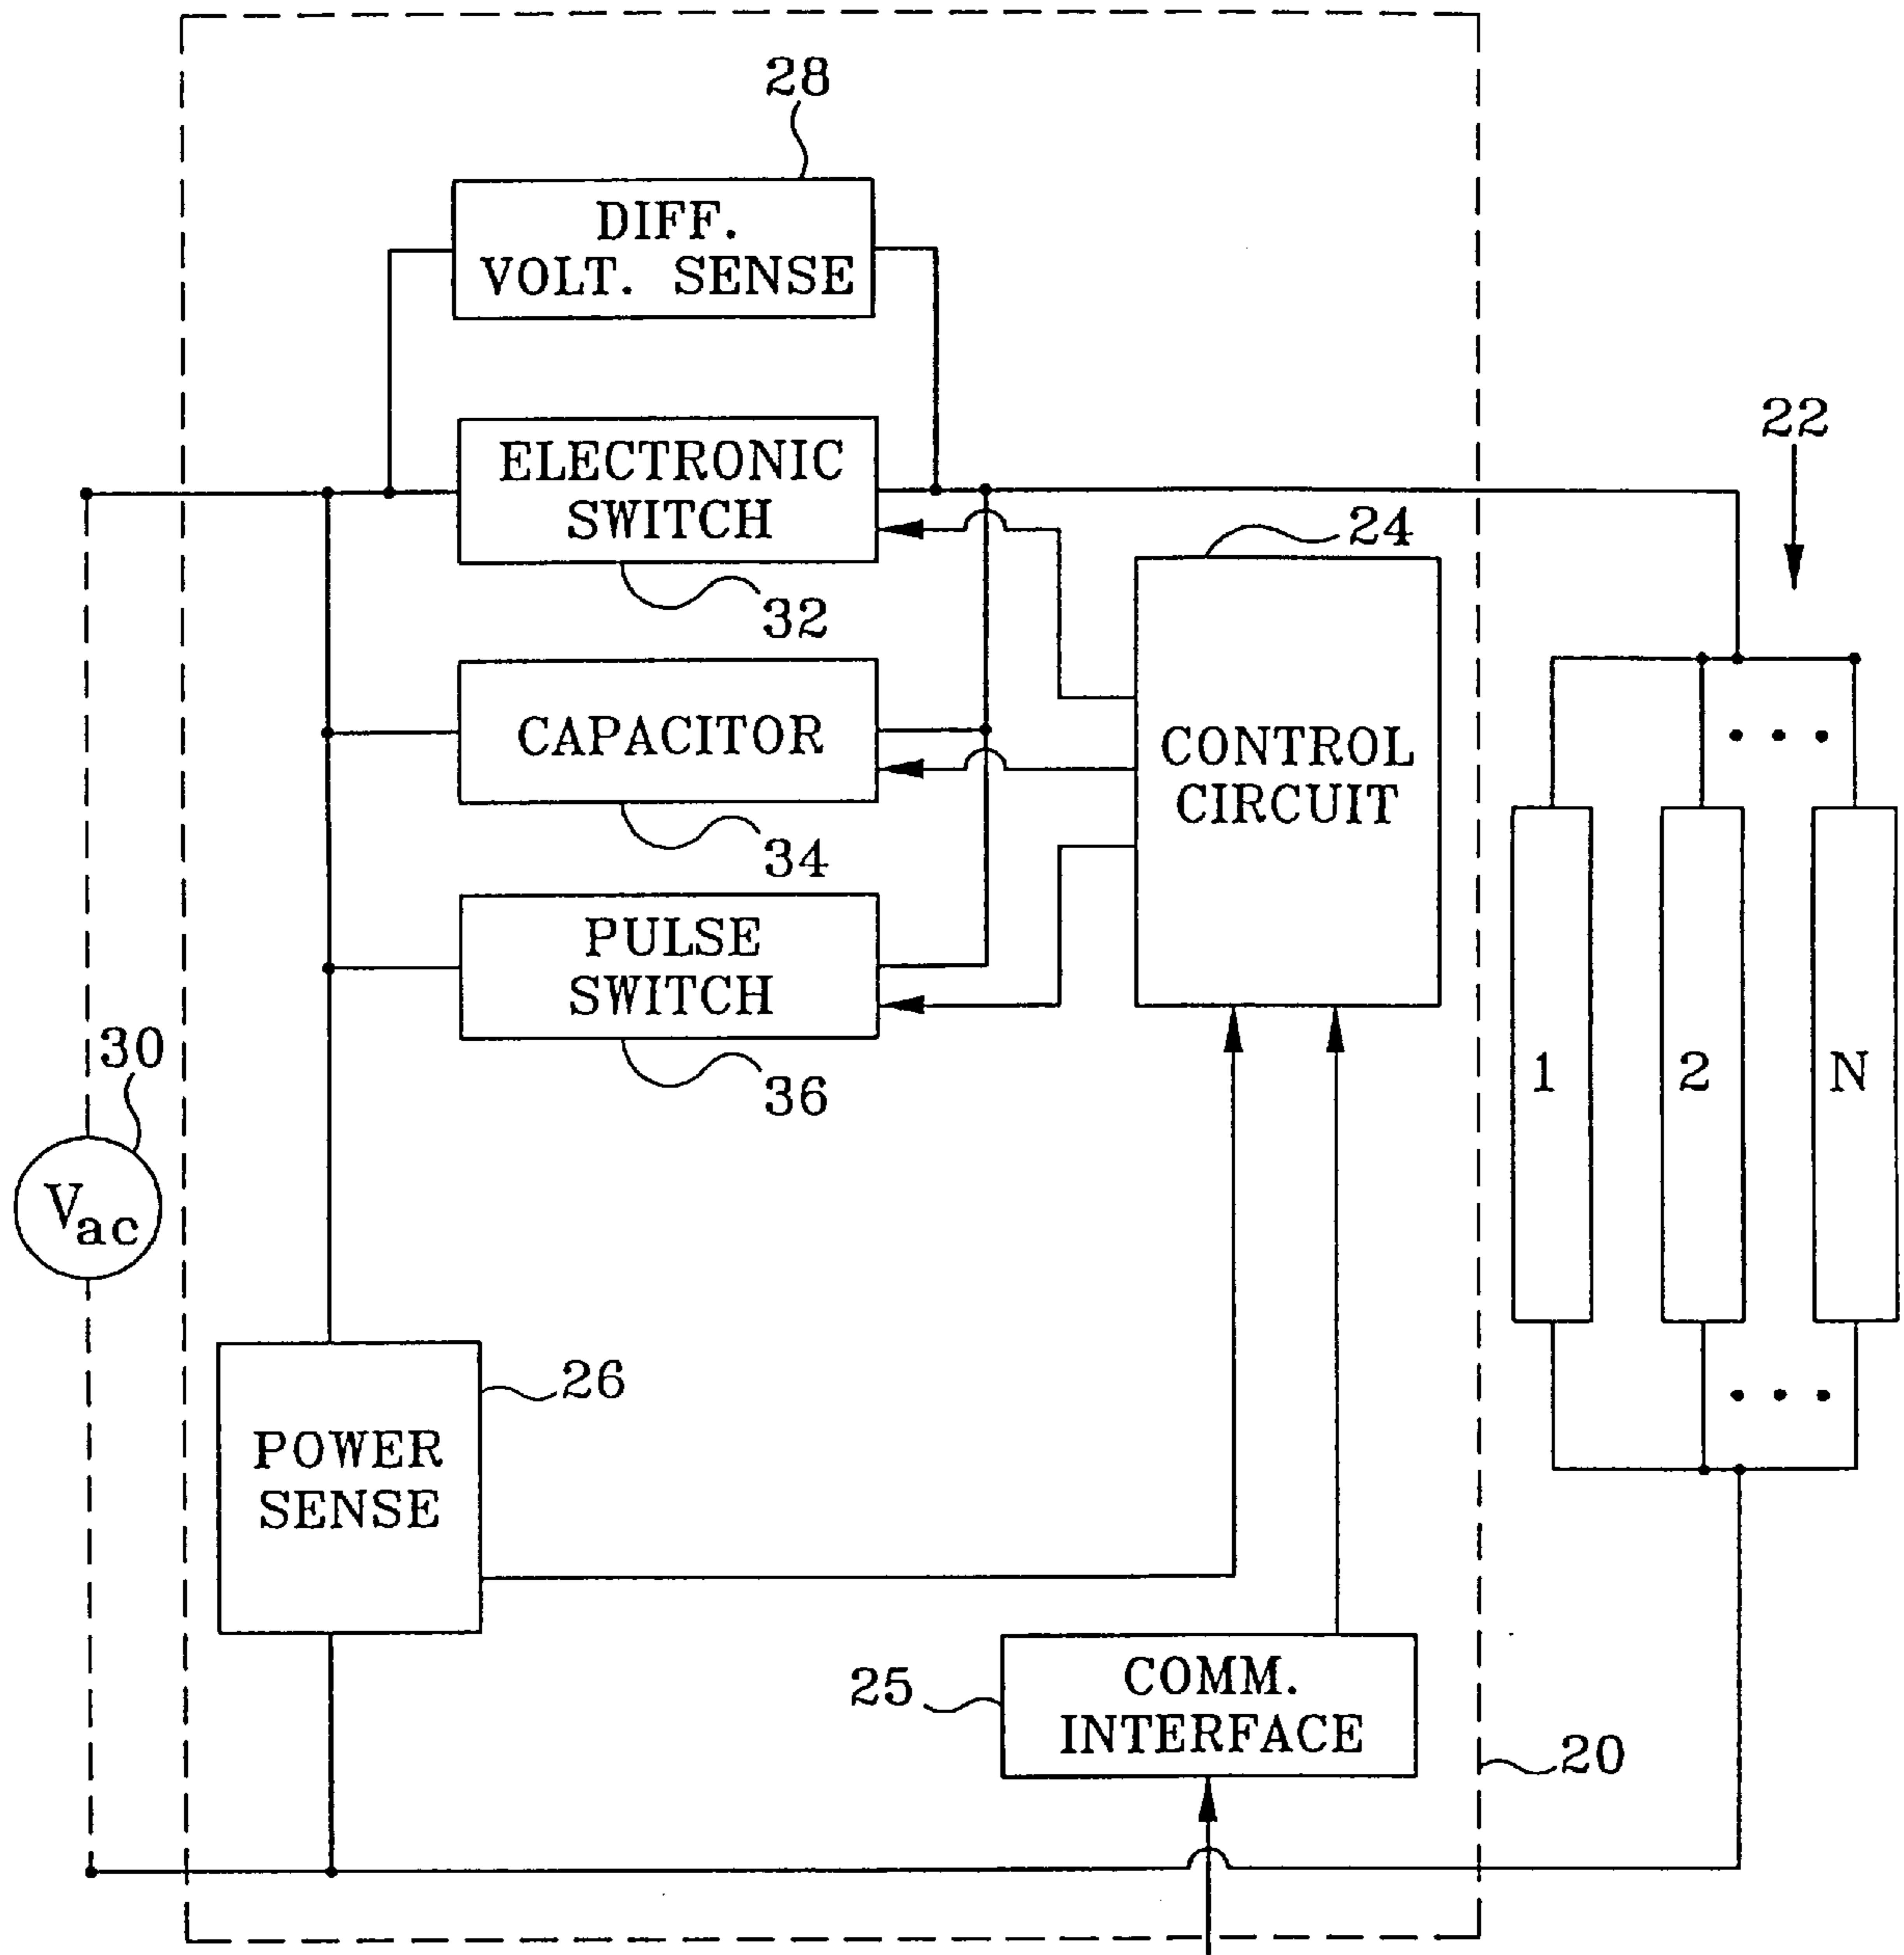 28
DIFF.
VOLT. SENSE
22
ELECTRONIC
SWITCH
24
32
CAPACITOR
CONTROL
CIRCUIT
34
PULSE
SWITCH
30
36
1
2
N
Vac
26
POWER
SENSE
25
COMM.
INTERFACE
20